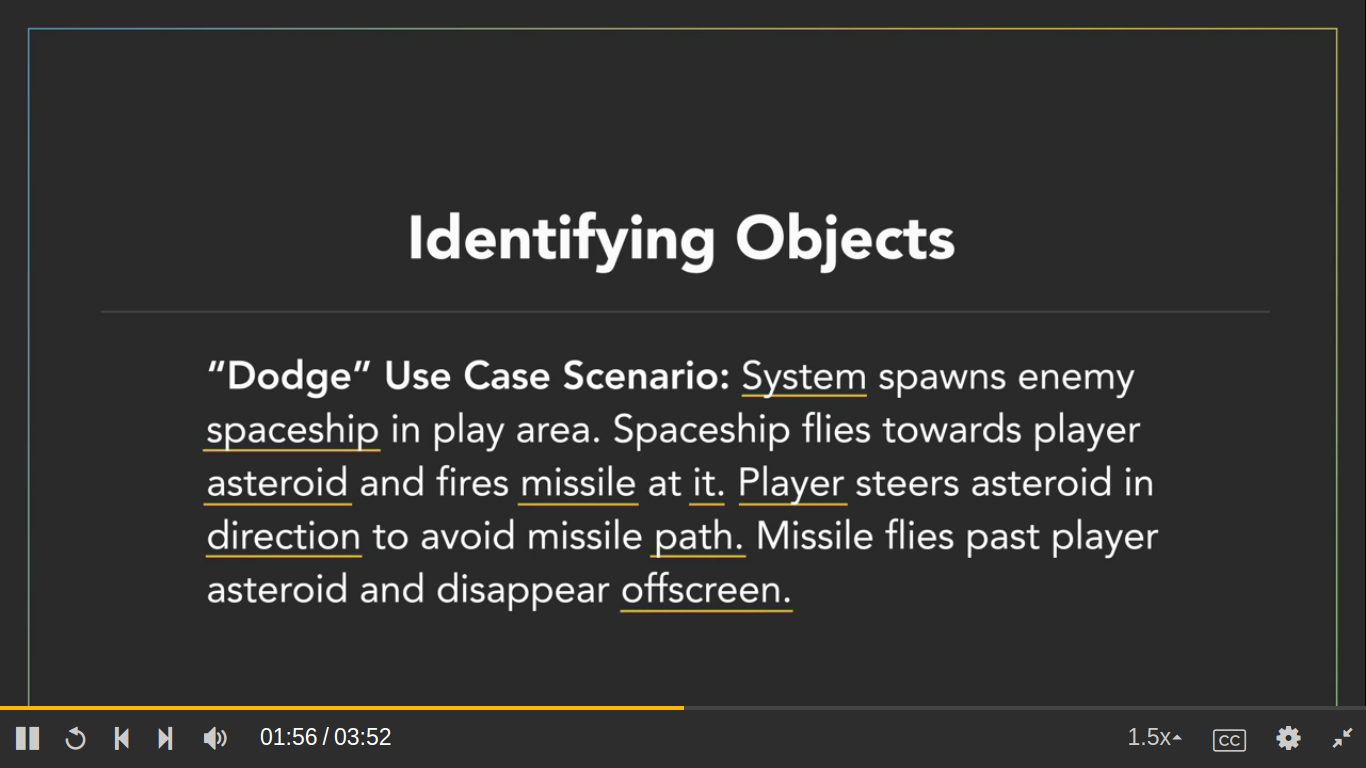 Identifying Objects
“Dodge” Use Case Scenario: System spawns enemy
spaceship in play area. Spaceship flies towards player
asteroid and fires missile at it. Player steers asteroid in
direction to avoid missile path. Missile flies past player
asteroid and disappear offscreen.
01:56 / 03:52
1.5x
CC